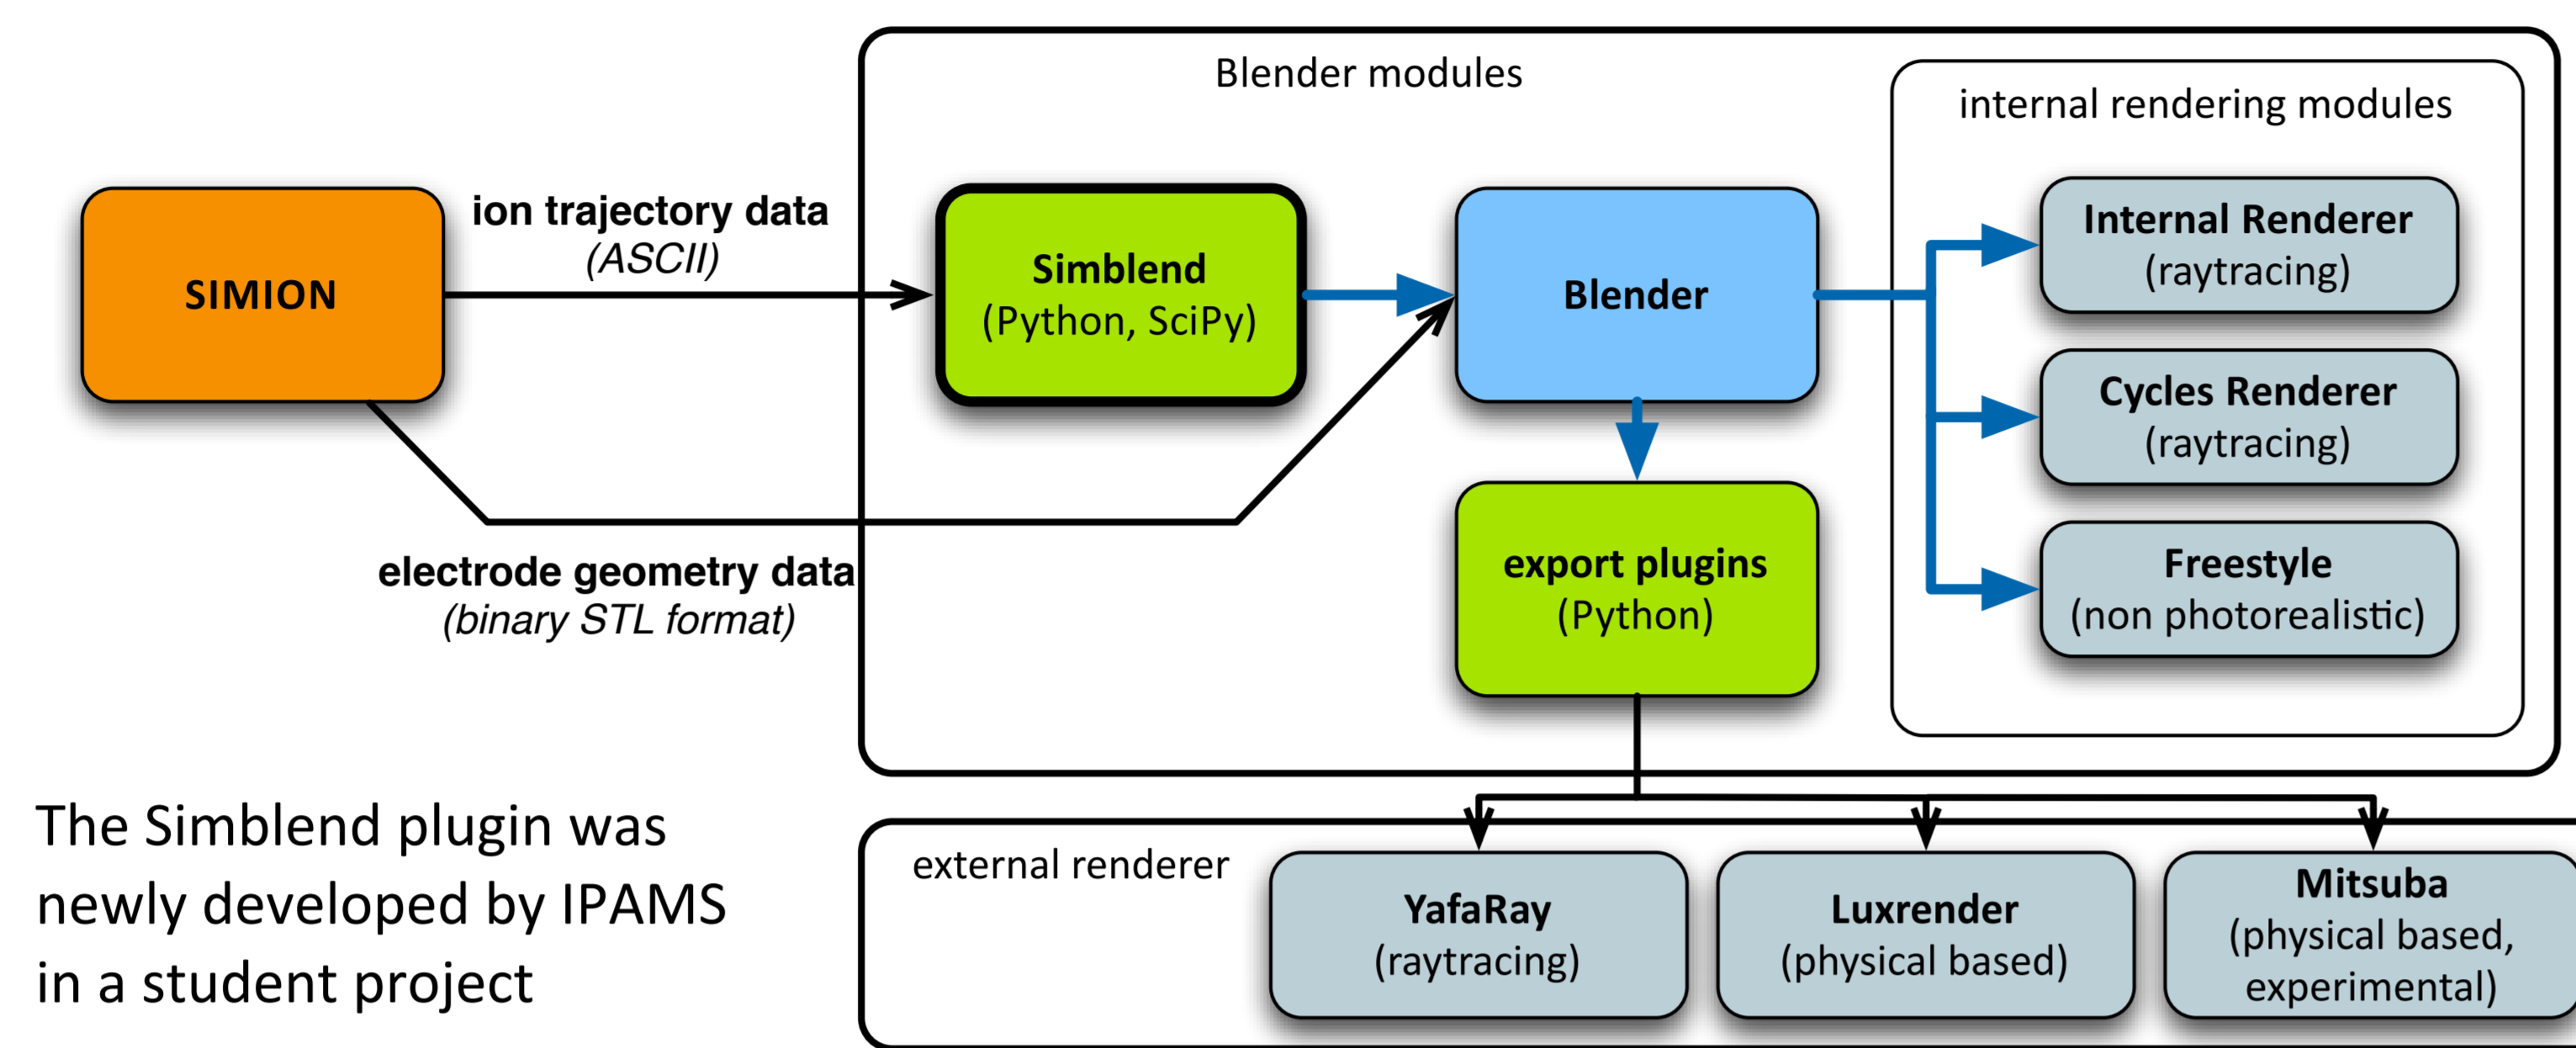 Blender modules
internal rendering modules
SIMION
ion trajectory data
(ASCII)
Simblend
(Python, SciPy)
Blender
Internal Renderer
(raytracing)
Cycles Renderer
(raytracing)
Freestyle
(non photorealistic)
electrode geometry data
(binary STL format)
export plugins
(Python)
The Simblend plugin was
newly developed by IPAMS
in a student project
external renderer
YafaRay
(raytracing)
Luxrender
(physical based)
Mitsuba
(physical based,
experimental)